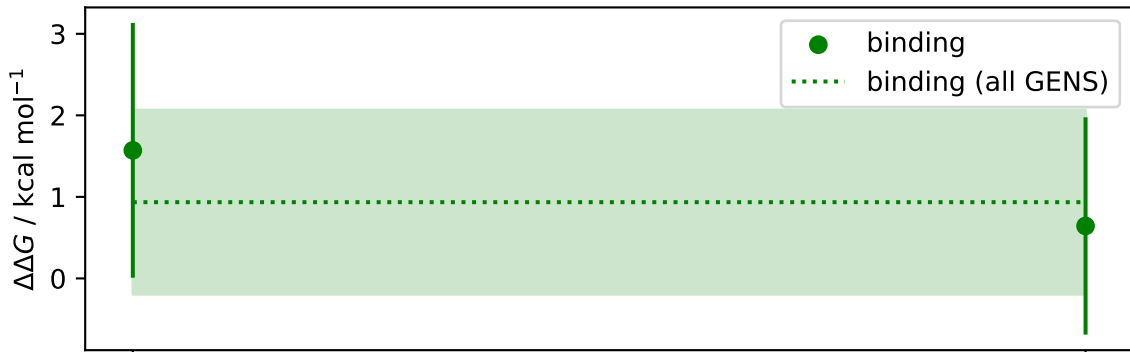 ΔΔG / kcal mol⁻¹
3
2
1
0
binding
binding (all GENS)